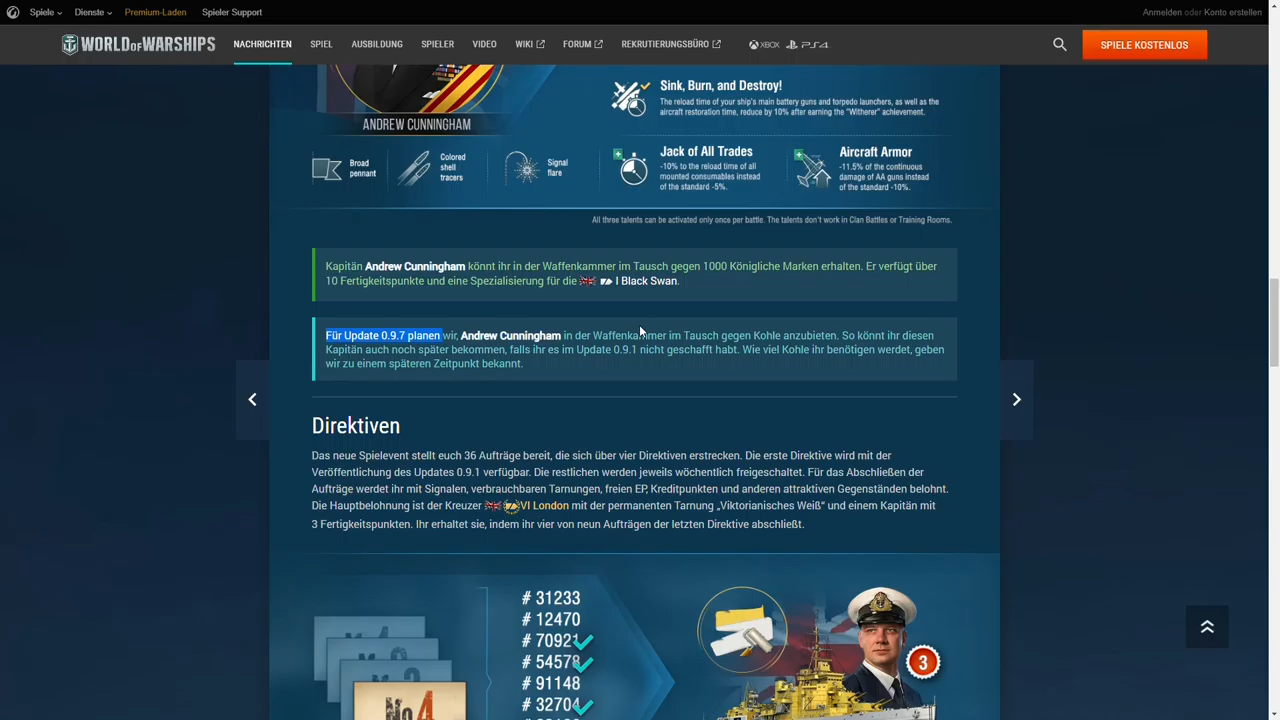 Spiele Dienste Premium-Laden Spieler Support Anmelden oder Konto erstellen
WORLD OF WARSHIPS NACHRICHTEN SPIEL AUSBILDUNG SPIELER VIDEO WIKI FORUM REKRUTIERUNGSBÜRO XBOX PS4 SPIELE KOSTENLOS
Sink, Burn, and Destroy!
The reload time of your ship's main battery guns and torpedo launchers, as well as the
aircraft restoration time, reduce by 10% after earning the "Witherer" achievement.
ANDREW CUNNINGHAM
Broad
pennant
Colored
shell
tracers
Signal
flare
Jack of All Trades
-10% to the reload time of all
mounted consumables instead
of the standard -5%.
Aircraft Armor
-11.5% of the continuous
damage of AA guns instead
of the standard -10%.
All three talents can be activated only once per battle. The talents don't work in Clan Battles or Training Rooms.
Kapitän Andrew Cunningham könnt ihr in der Waffenkammer im Tausch gegen 1000 Königliche Marken erhalten. Er verfügt über
10 Fertigkeitspunkte und eine Spezialisierung für die I Black Swan.
Für Update 0.9.7 planen wir, Andrew Cunningham in der Waffenkammer im Tausch gegen Kohle anzubieten. So könnt ihr diesen
Kapitän auch noch später bekommen, falls ihr es im Update 0.9.1 nicht geschafft habt. Wie viel Kohle ihr benötigen werdet, geben
wir zu einem späteren Zeitpunkt bekannt.
Direktiven
Das neue Spielevent stellt euch 36 Aufträge bereit, die sich über vier Direktiven erstrecken. Die erste Direktive wird mit der
Veröffentlichung des Updates 0.9.1 verfügbar. Die restlichen werden jeweils wöchentlich freigeschaltet. Für das Abschließen der
Aufträge werdet ihr mit Signalen, verbrauchbaren Tarnungen, freien EP, Kreditpunkten und anderen attraktiven Gegenständen belohnt.
Die Hauptbelohnung ist der Kreuzer VI London mit der permanenten Tarnung „Viktorianisches Weiß“ und einem Kapitän mit
3 Fertigkeitspunkten. Ihr erhaltet sie, indem ihr vier von neun Aufträgen der letzten Direktive abschließt.
# 31233
# 12470
# 70921
# 54578
# 91148
# 32704
No4
3